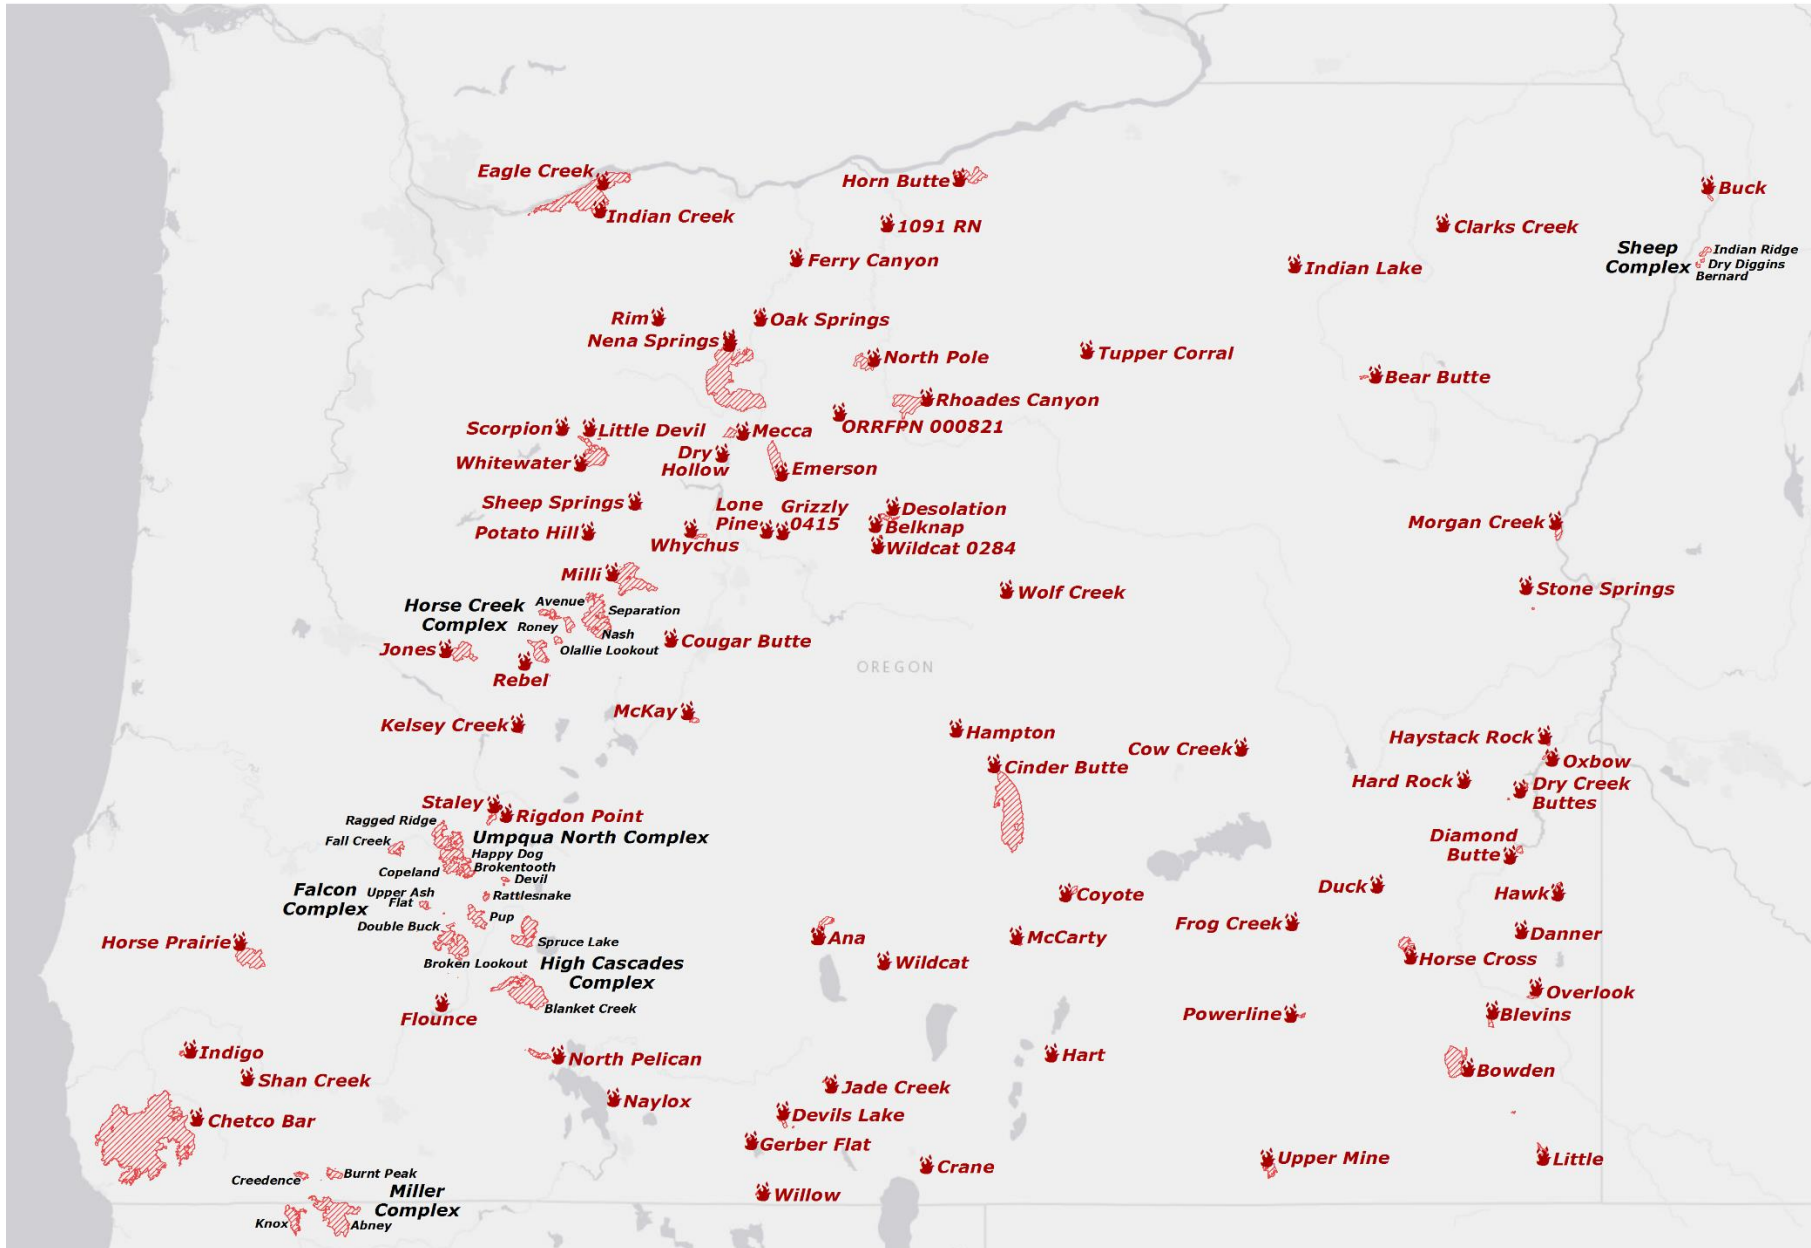 Eagle Creek
Horn Butte
Buck
Indian Creek
1091 RN
Clarks Creek
Sheep
Complex
Indian Ridge
Dry Diggins
Bernard
Ferry Canyon
Indian Lake
Rim
Oak Springs
Nena Springs
North Pole
Tupper Corral
Bear Butte
Rhoades Canyon
ORRFPN 000821
Scorpion
Little Devil
Mecca
Whitewater
Dry
Hollow
Emerson
Sheep Springs
Lone
Pine
Grizzly
0415
Desolation
Belknap
Wildcat 0284
Potato Hill
Whychus
Morgan Creek
Milli
Wolf Creek
Stone Springs
Horse Creek
Complex
Avenue
Separation
Roney
Nash
Olallie Lookout
Cougar Butte
Jones
Rebel
OREGON
Kelsey Creek
McKay
Hampton
Cow Creek
Haystack Rock
Cinder Butte
Oxbow
Hard Rock
Dry Creek
Buttes
Staley
Rigdon Point
Ragged Ridge
Umpqua North Complex
Fall Creek
Happy Dog
Brokentooth
Copeland
Devil
Diamond
Butte
Falcon
Complex
Upper Ash
Flat
Rattlesnake
Pup
Double Buck
Spruce Lake
Coyote
Duck
Hawk
Horse Prairie
Broken Lookout
High Cascades
Complex
Ana
McCarty
Frog Creek
Danner
Wildcat
Horse Cross
Blanket Creek
Overlook
Flounce
Powerline
Blevins
Indigo
North Pelican
Hart
Shan Creek
Bowden
Jade Creek
Naylox
Chetco Bar
Devils Lake
Gerber Flat
Crane
Upper Mine
Little
Creedence
Burnt Peak
Miller
Complex
Willow
Knox
Abney